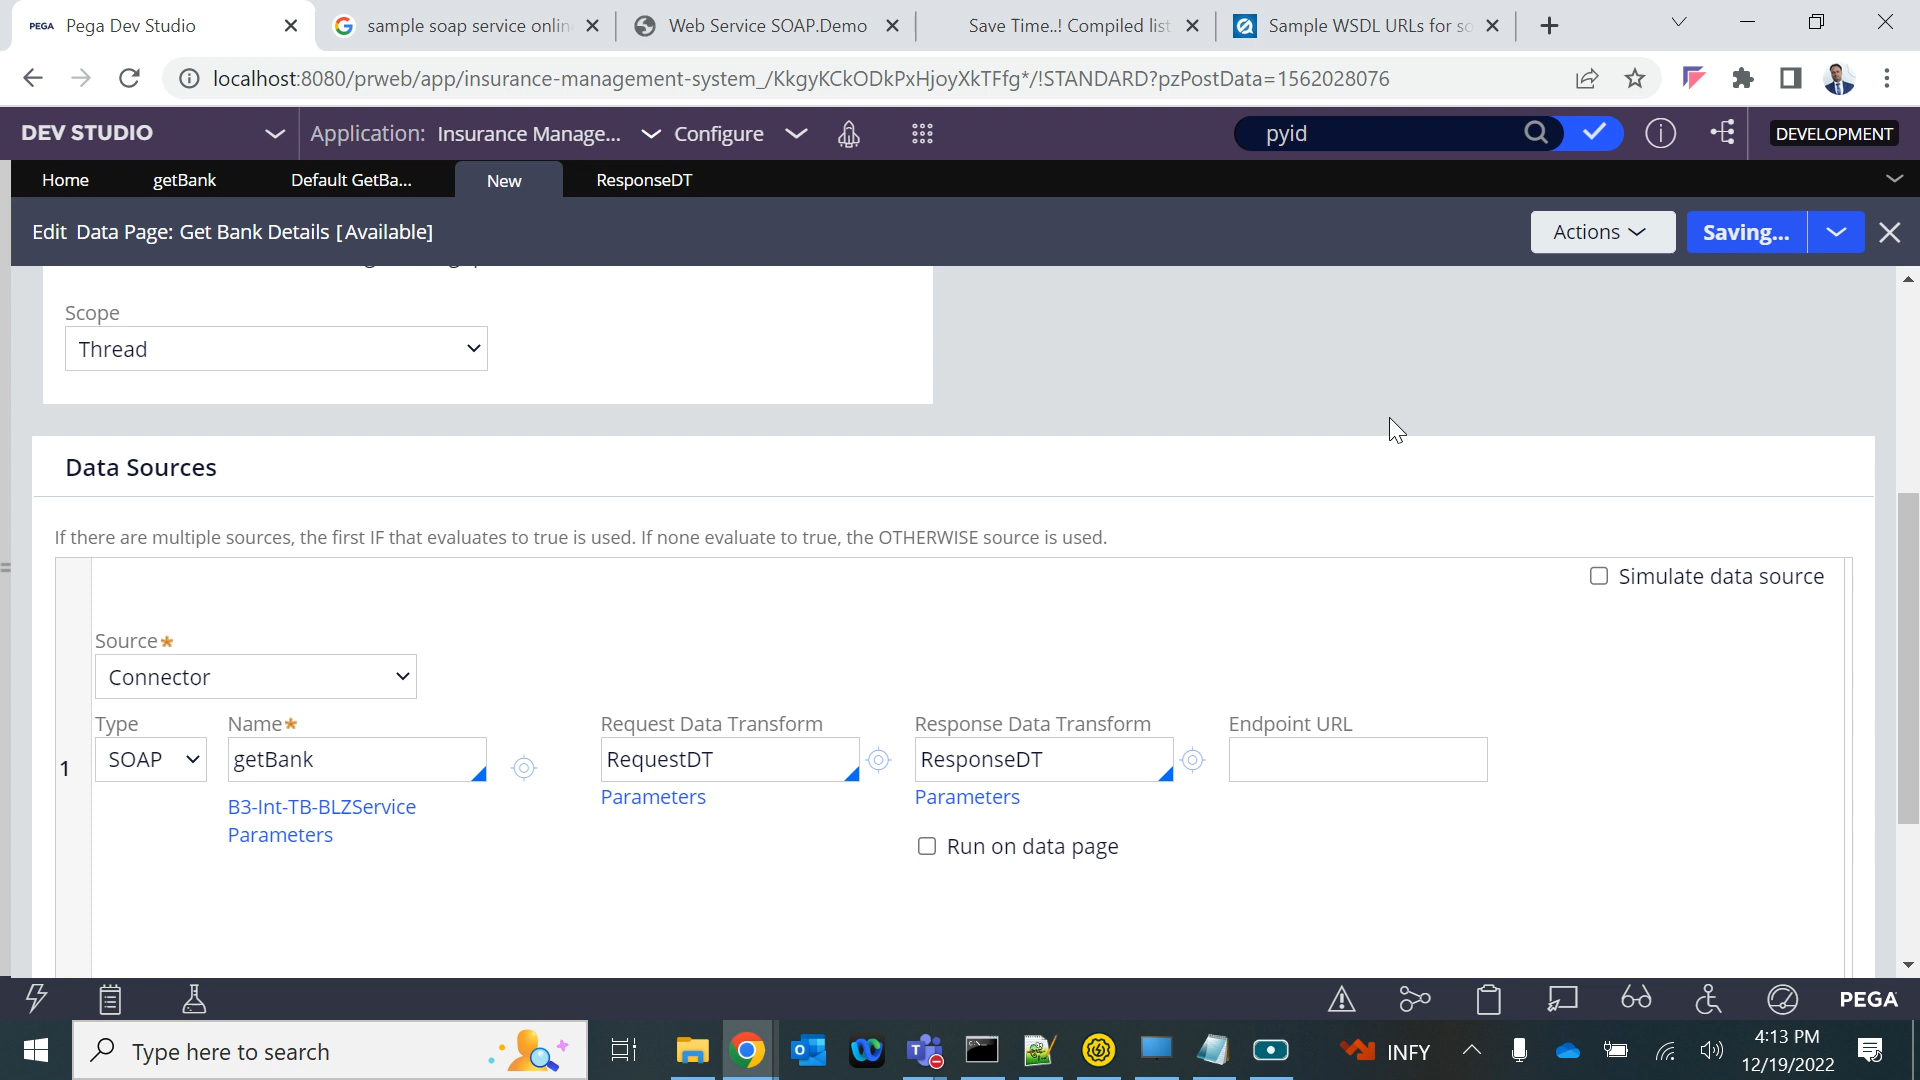 PEGA Pega Dev Studio
sample soap service onlin
Web Service SOAP.Demo
Save Time..! Compiled list
Sample WSDL URLs for so
localhost:8080/prweb/app/insurance-management-system_/KkgyKCkODkPxHjoyXkTFfg*/!STANDARD?pzPostData=1562028076
DEV STUDIO
Application: Insurance Manage...
Configure
pyid
DEVELOPMENT
Home
getBank
Default GetBa...
New
ResponseDT
Edit Data Page: Get Bank Details [Available]
Actions
Saving...
Scope
Thread
Data Sources
If there are multiple sources, the first IF that evaluates to true is used. If none evaluate to true, the OTHERWISE source is used.
Simulate data source
Source*
Connector
Type
Name*
Request Data Transform
Response Data Transform
Endpoint URL
1
SOAP
getBank
RequestDT
ResponseDT
B3-Int-TB-BLZService
Parameters
Parameters
Parameters
Run on data page
PEGA
Type here to search
INFY
4:13 PM
12/19/2022